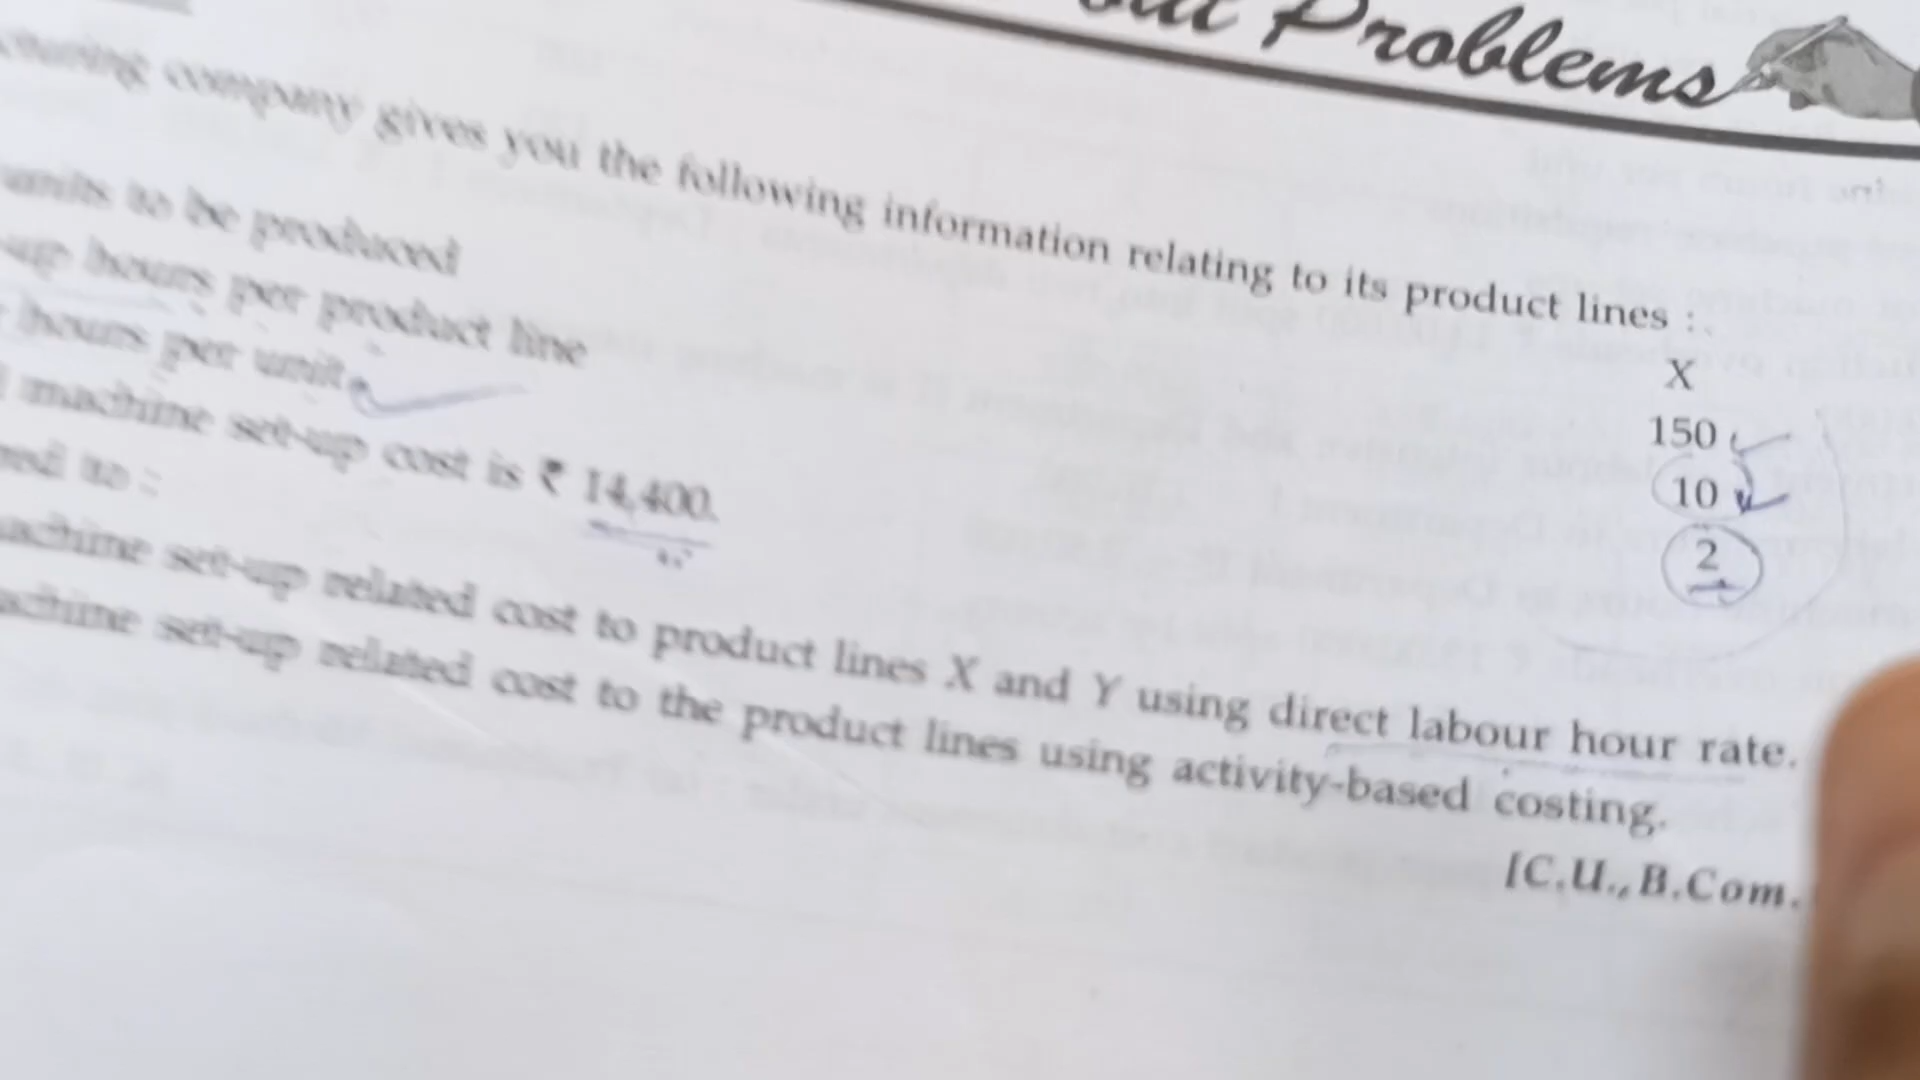 Problems
company gives you the following information relating to its product lines :
X
units to be produced 150
up hours per product line 10
hours per unit 2
machine set-up cost is ₹ 14,400.
to :
machine set-up related cost to product lines X and Y using direct labour hour rate.
machine set-up related cost to the product lines using activity-based costing.
[C.U., B.Com.